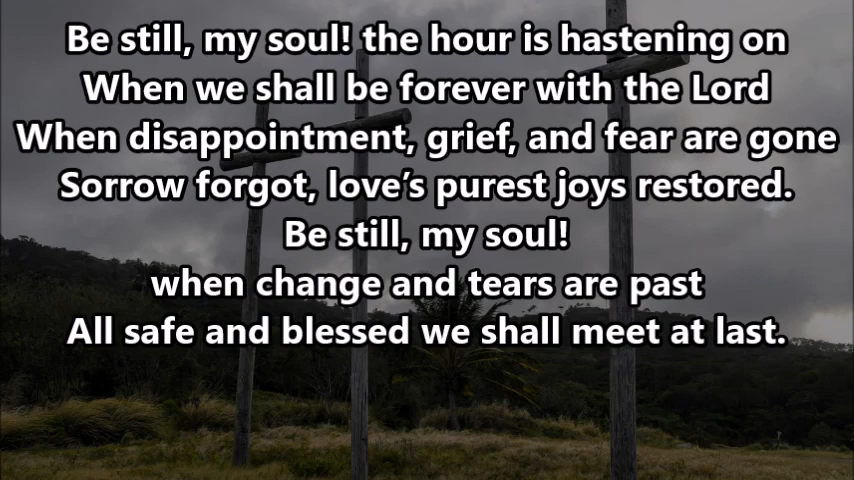 Be still, my soul! the hour is hastening on
When we shall be forever with the Lord
When disappointment, grief, and fear are gone
Sorrow forgot, love’s purest joys restored.
Be still, my soul!
when change and tears are past
All safe and blessed we shall meet at last.